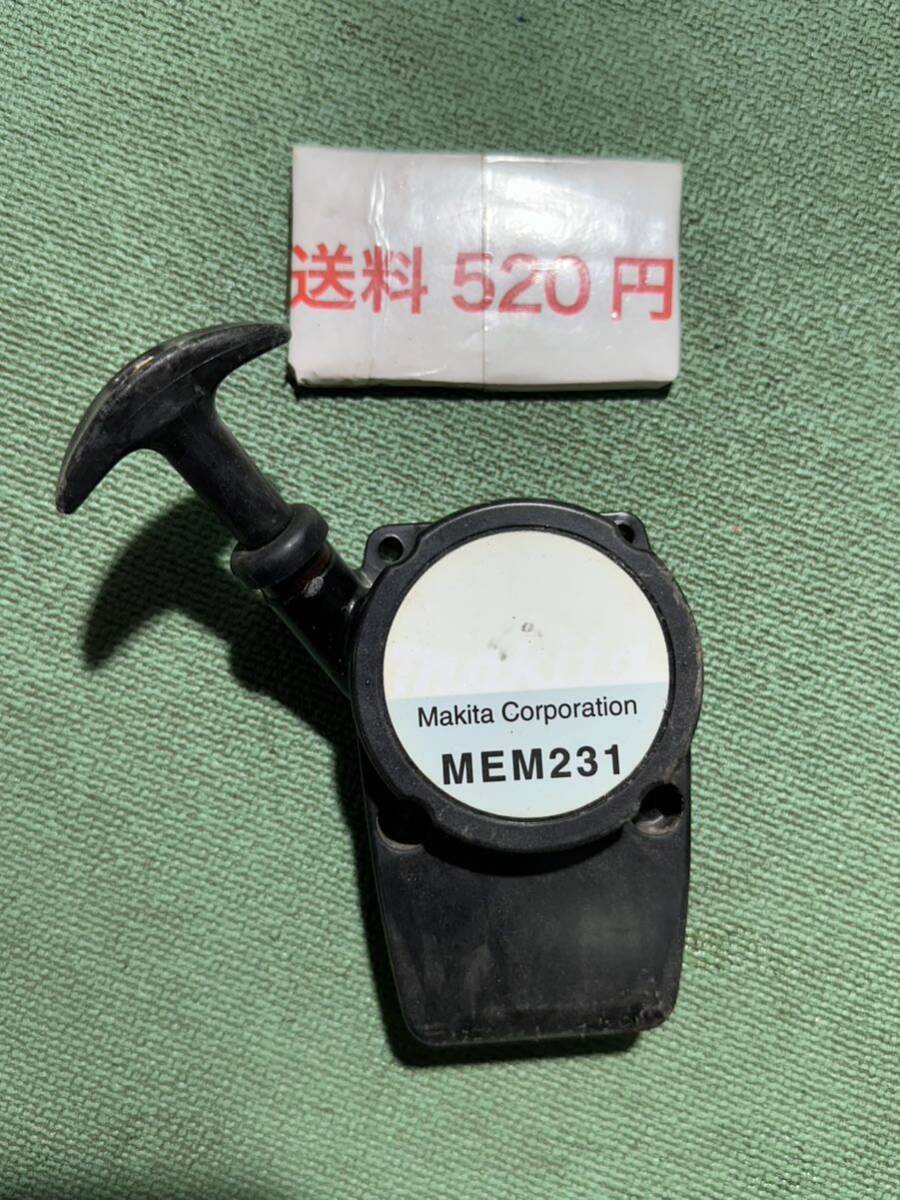 送料 520 円
Makita Corporation
MEM231